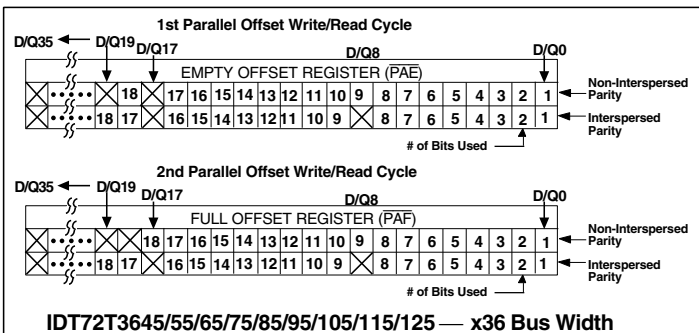 1st Parallel Offset Write/Read Cycle
D/Q35 D/Q19 D/Q17 D/Q8 D/Q0
EMPTY OFFSET REGISTER (PAE)
18 17 16 15 14 13 12 11 10 9 8 7 6 5 4 3 2 1 Non-Interspersed Parity
18 17 16 15 14 13 12 11 10 9 8 7 6 5 4 3 2 1 Interspersed Parity
# of Bits Used
2nd Parallel Offset Write/Read Cycle
D/Q35 D/Q19 D/Q17 D/Q8 D/Q0
FULL OFFSET REGISTER (PAF)
18 17 16 15 14 13 12 11 10 9 8 7 6 5 4 3 2 1 Non-Interspersed Parity
18 17 16 15 14 13 12 11 10 9 8 7 6 5 4 3 2 1 Interspersed Parity
# of Bits Used
IDT72T3645/55/65/75/85/95/105/115/125 — x36 Bus Width